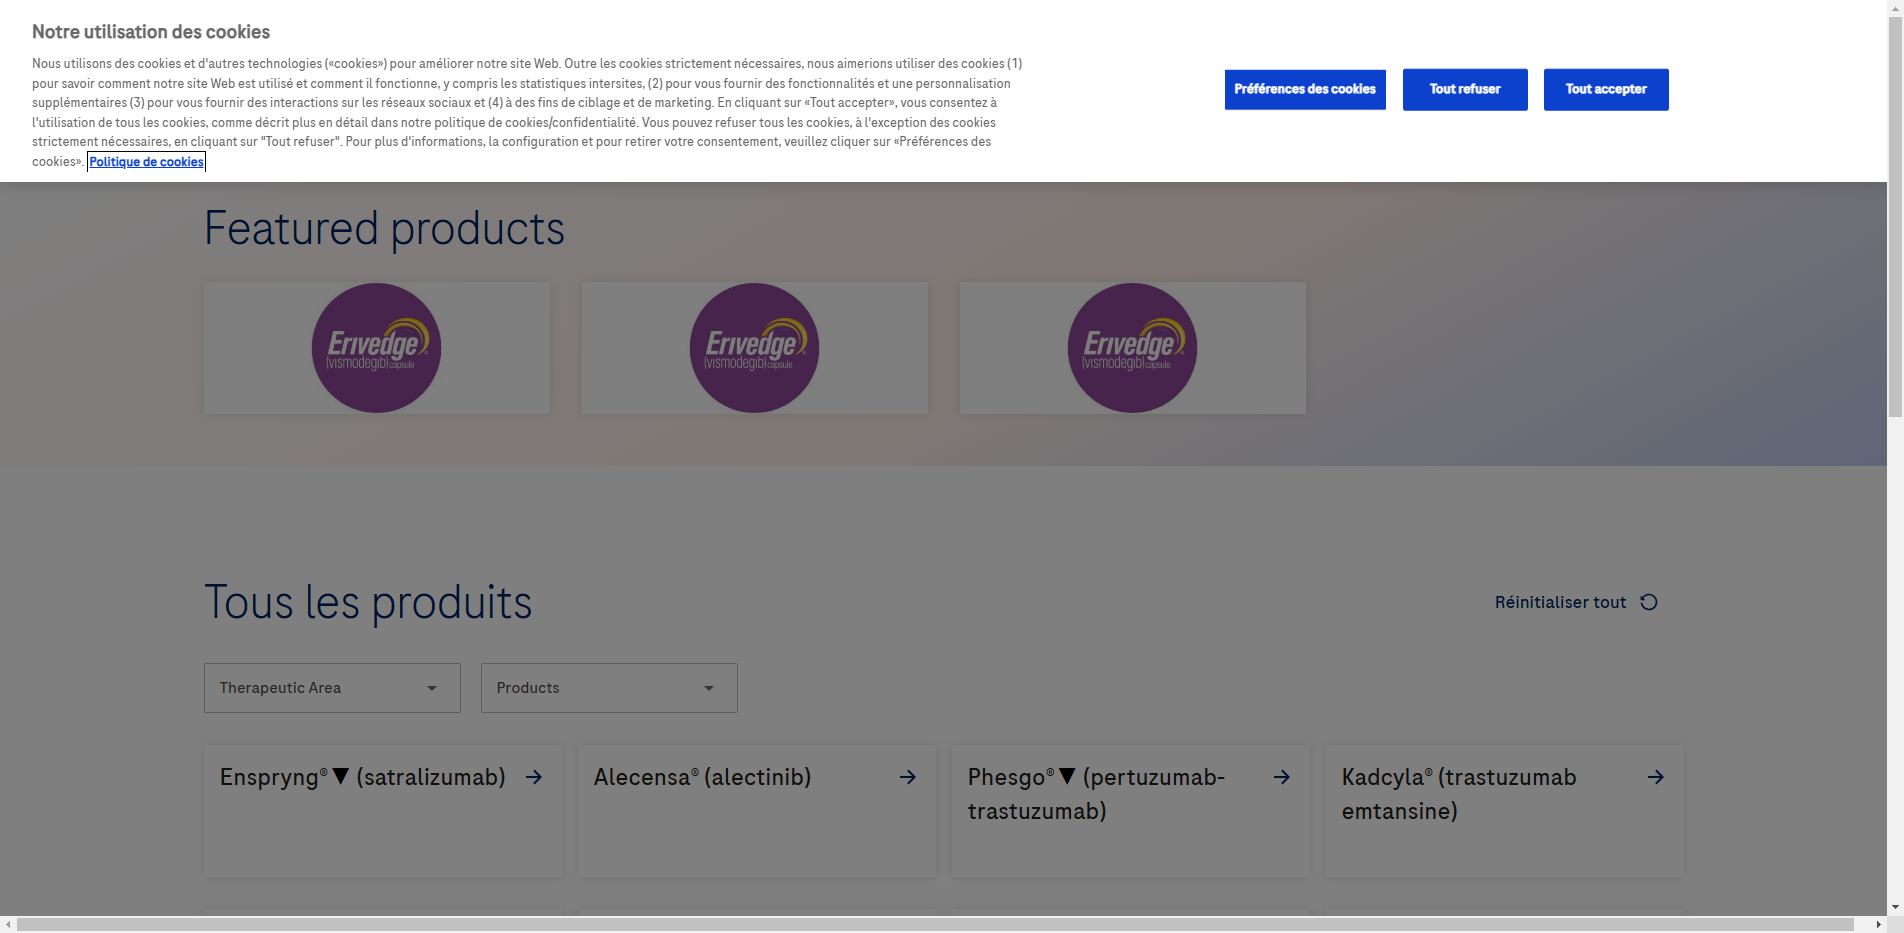 Notre utilisation des cookies
Nous utilisons des cookies et d'autres technologies («cookies») pour améliorer notre site Web. Outre les cookies strictement nécessaires, nous aimerions utiliser des cookies (1)
pour savoir comment notre site Web est utilisé et comment il fonctionne, y compris les statistiques intersites, (2) pour vous fournir des fonctionnalités et une personnalisation
supplémentaires (3) pour vous fournir des interactions sur les réseaux sociaux et (4) à des fins de ciblage et de marketing. En cliquant sur «Tout accepter», vous consentez à
l'utilisation de tous les cookies, comme décrit plus en détail dans notre politique de cookies/confidentialité. Vous pouvez refuser tous les cookies, à l'exception des cookies
strictement nécessaires, en cliquant sur "Tout refuser". Pour plus d'informations, la configuration et pour retirer votre consentement, veuillez cliquer sur «Préférences des
cookies». Politique de cookies
Préférences des cookies
Tout refuser
Tout accepter
Featured products
Erivedge®
(vismodegib) capsule
Erivedge®
(vismodegib) capsule
Erivedge®
(vismodegib) capsule
Tous les produits
Réinitialiser tout
Therapeutic Area
Products
Enspryng®▼ (satralizumab)
Alecensa® (alectinib)
Phesgo®▼ (pertuzumab-
trastuzumab)
Kadcyla® (trastuzumab
emtansine)